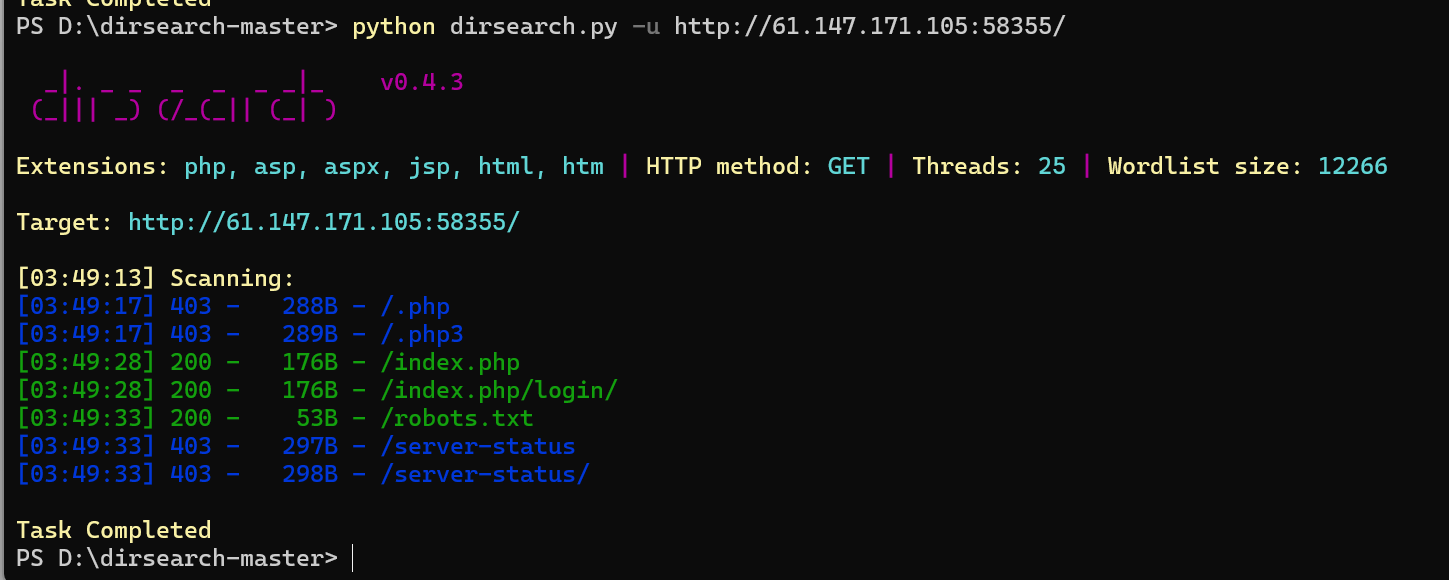 Task Completed
PS D:\dirsearch-master> python dirsearch.py -u http://61.147.171.105:58355/
_|. _ _  _  _  _ _|_    v0.4.3
(_||| _) (/_(_|| (_| )
Extensions: php, asp, aspx, jsp, html, htm | HTTP method: GET | Threads: 25 | Wordlist size: 12266
Target: http://61.147.171.105:58355/
[03:49:13] Scanning:
[03:49:17] 403 -   288B - /.php
[03:49:17] 403 -   289B - /.php3
[03:49:28] 200 -   176B - /index.php
[03:49:28] 200 -   176B - /index.php/login/
[03:49:33] 200 -    53B - /robots.txt
[03:49:33] 403 -   297B - /server-status
[03:49:33] 403 -   298B - /server-status/
Task Completed
PS D:\dirsearch-master>